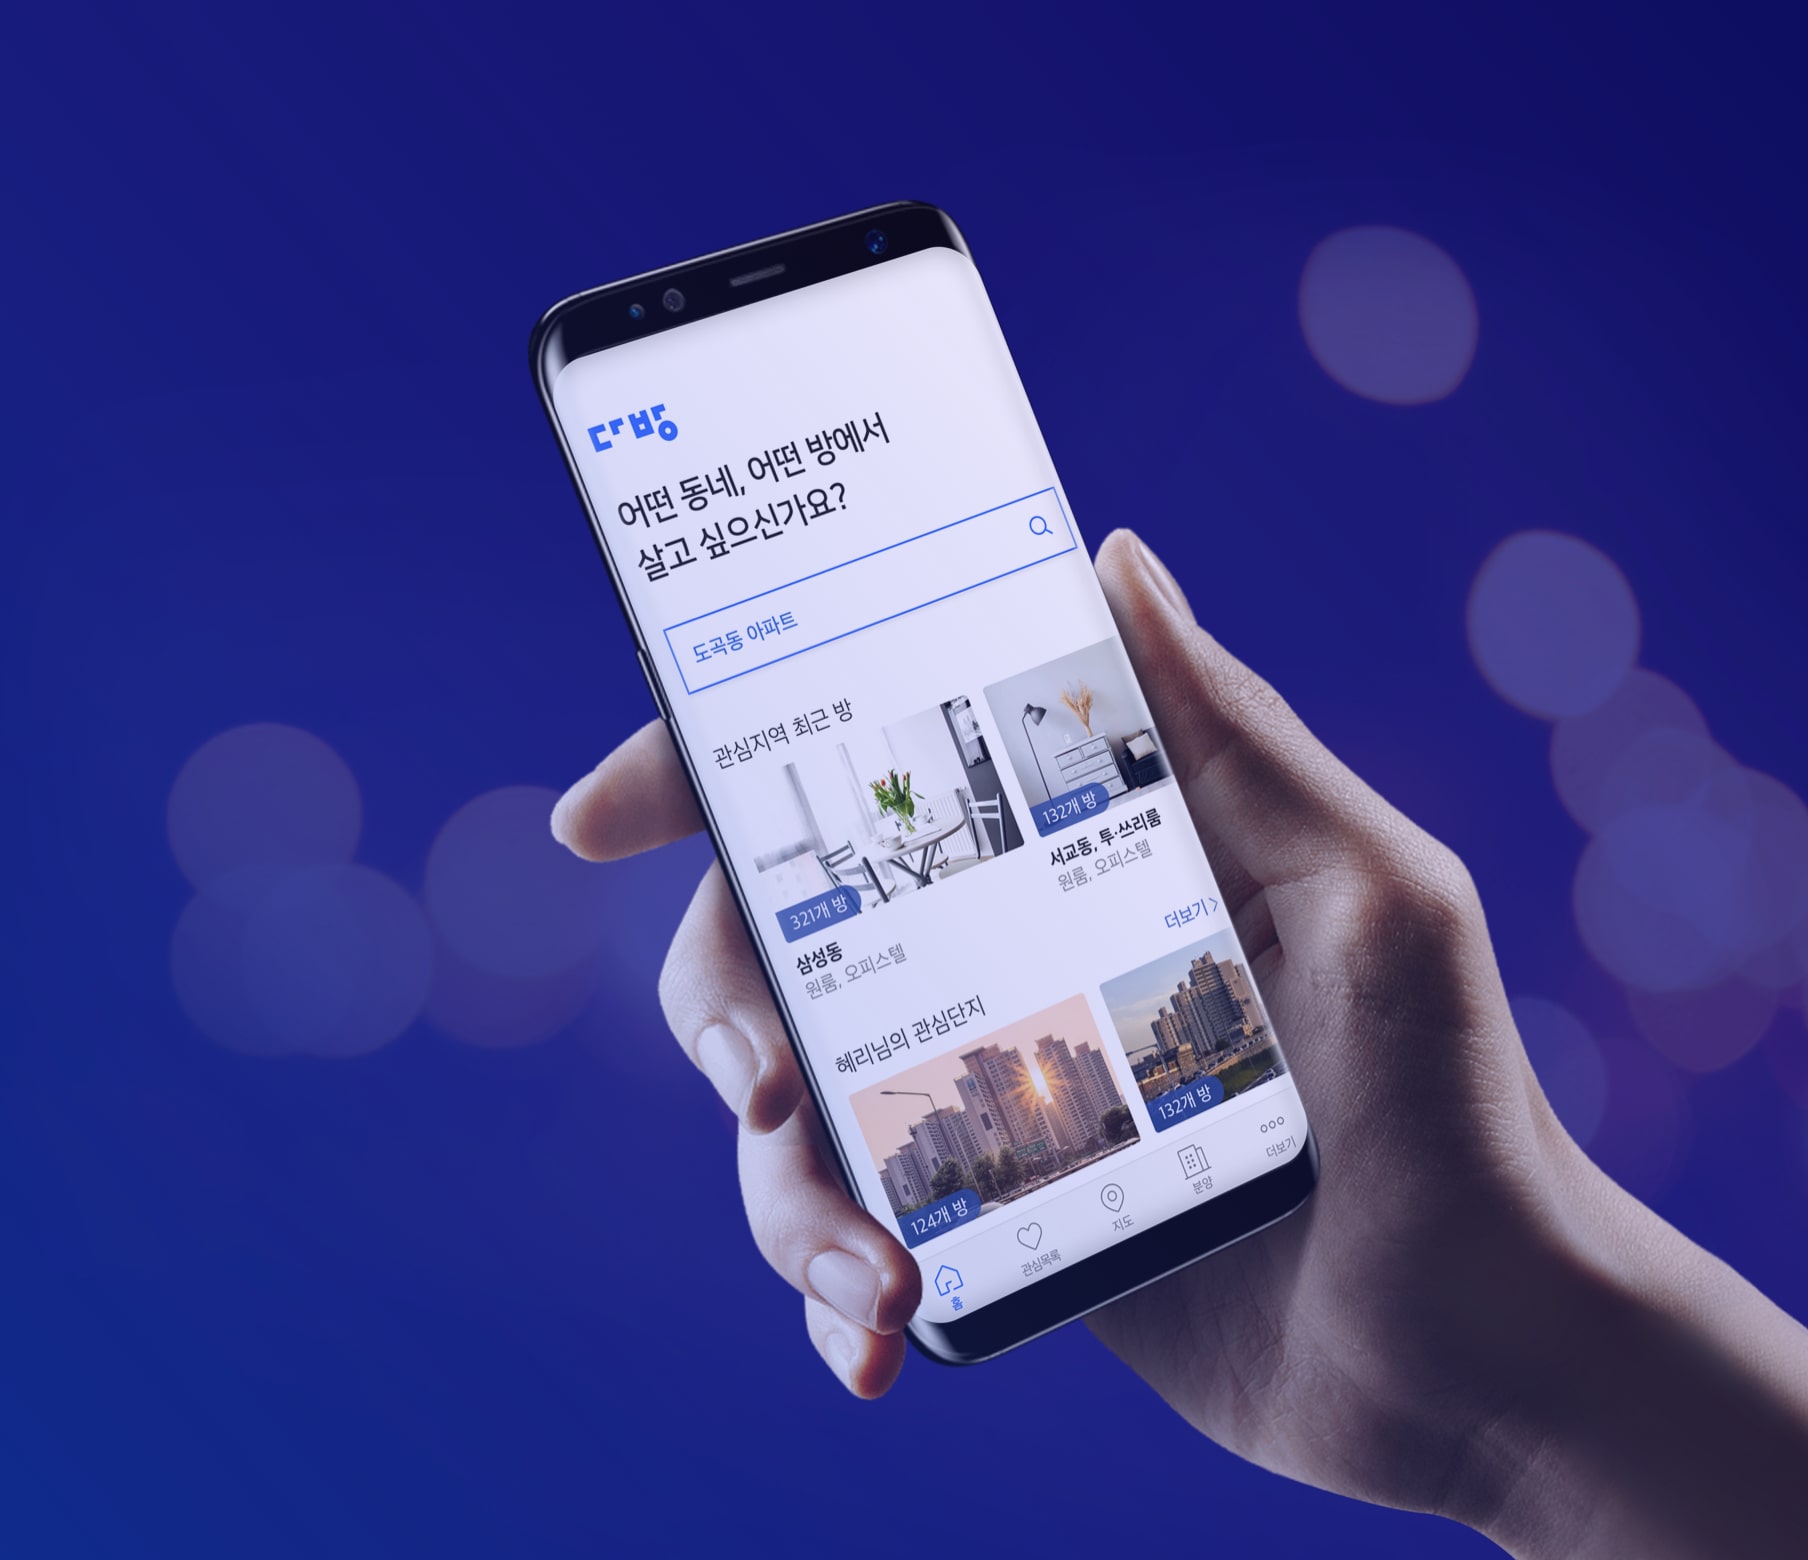 다방
어떤 동네, 어떤 방에서
살고 싶으신가요?
도곡동 아파트
관심지역 최근 방
321개 방
132개 방
삼성동
원룸, 오피스텔
서교동, 투·쓰리룸
원룸, 오피스텔
더보기
혜리님의 관심단지
124개 방
132개 방
홈
관심목록
지도
분양
더보기